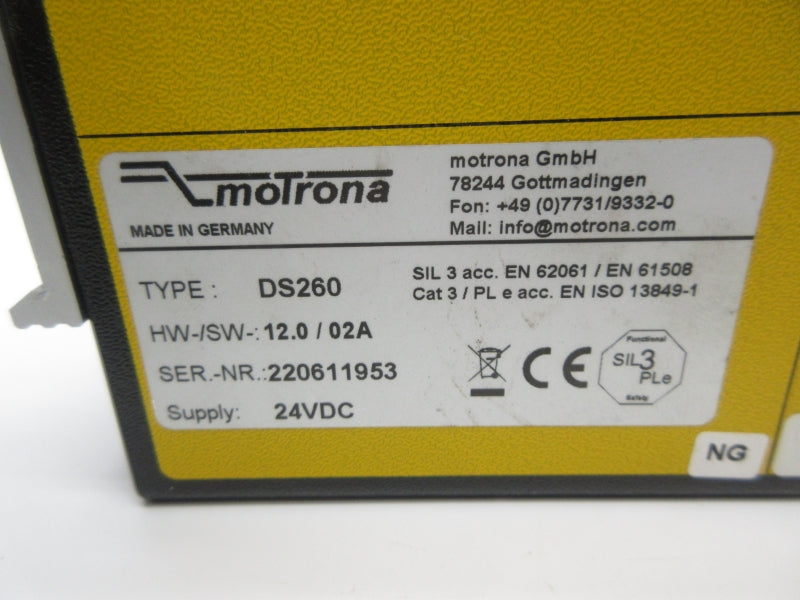 motrona
MADE IN GERMANY
motrona GmbH
78244 Gottmadingen
Fon: +49 (0)7731/9332-0
Mail: info@motrona.com
TYPE : DS260
HW-/SW-: 12.0 / 02A
SER.-NR.:220611953
Supply: 24VDC
SIL 3 acc. EN 62061 / EN 61508
Cat 3 / PL e acc. EN ISO 13849-1
CE
Functional
SIL3
PLe
Safety
NG